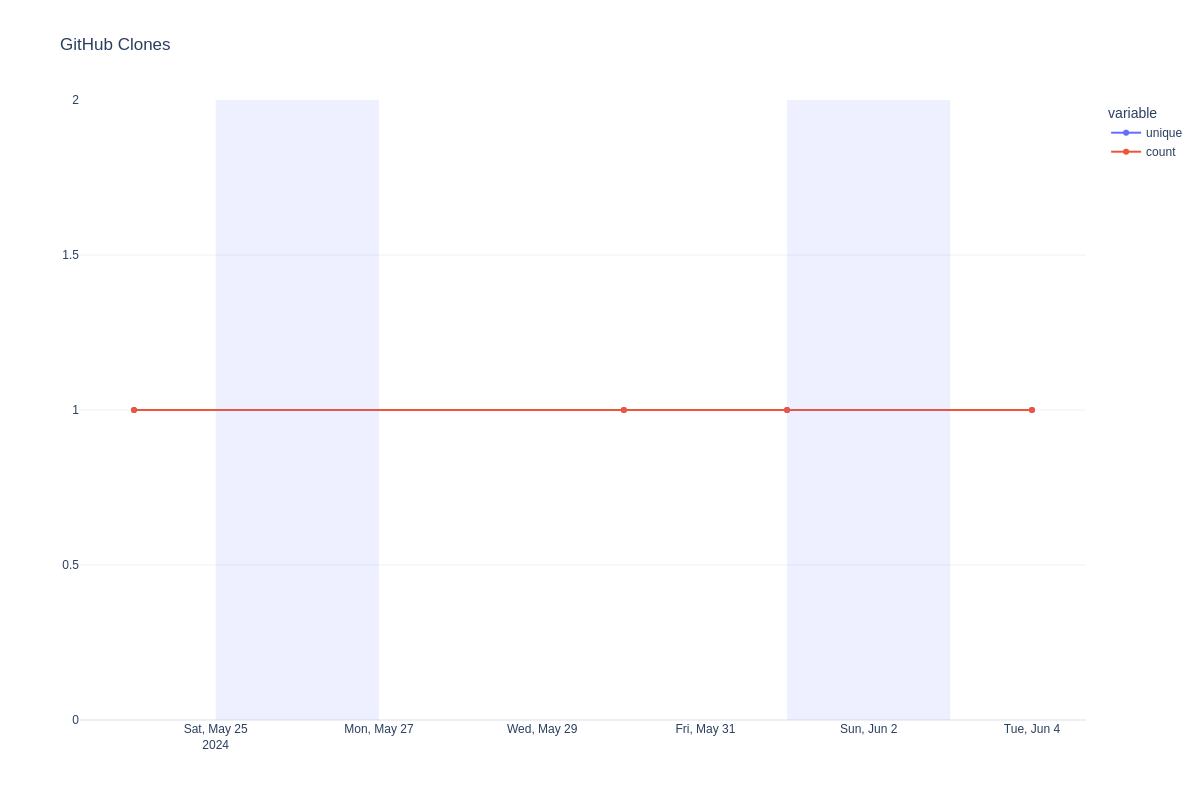 GitHub Clones
variable
unique
count
2
1.5
1
0.5
0
Sat, May 25
2024
Mon, May 27
Wed, May 29
Fri, May 31
Sun, Jun 2
Tue, Jun 4